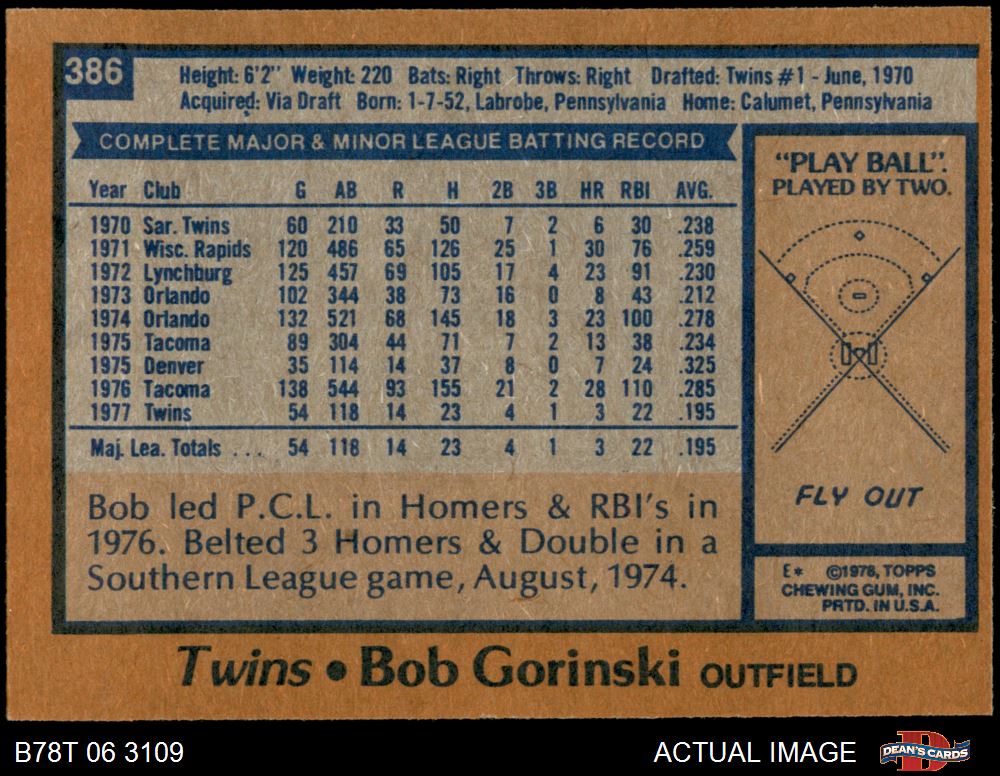 386
Height: 6'2" Weight: 220 Bats: Right Throws: Right Drafted: Twins #1 - June, 1970
Acquired: Via Draft Born: 1-7-52, Labrobe, Pennsylvania Home: Calumet, Pennsylvania
COMPLETE MAJOR & MINOR LEAGUE BATTING RECORD
Year Club G AB R H 2B 3B HR RBI AVG.
1970 Sar. Twins 60 210 33 50 7 2 6 30 .238
1971 Wisc. Rapids 120 486 65 126 25 1 30 76 .259
1972 Lynchburg 125 457 69 105 17 4 23 91 .230
1973 Orlando 102 344 38 73 16 0 8 43 .212
1974 Orlando 132 521 68 145 18 3 23 100 .278
1975 Tacoma 89 304 44 71 7 2 13 38 .234
1975 Denver 35 114 14 37 8 0 7 24 .325
1976 Tacoma 138 544 93 155 21 2 28 110 .285
1977 Twins 54 118 14 23 4 1 3 22 .195
Maj. Lea. Totals ... 54 118 14 23 4 1 3 22 .195
Bob led P.C.L. in Homers & RBI's in
1976. Belted 3 Homers & Double in a
Southern League game, August, 1974.
"PLAY BALL".
PLAYED BY TWO.
FLY OUT
E* ©1978, TOPPS
CHEWING GUM, INC.
PRTD. IN U.S.A.
Twins • Bob Gorinski OUTFIELD
B78T 06 3109
ACTUAL IMAGE
DEAN'S CARDS